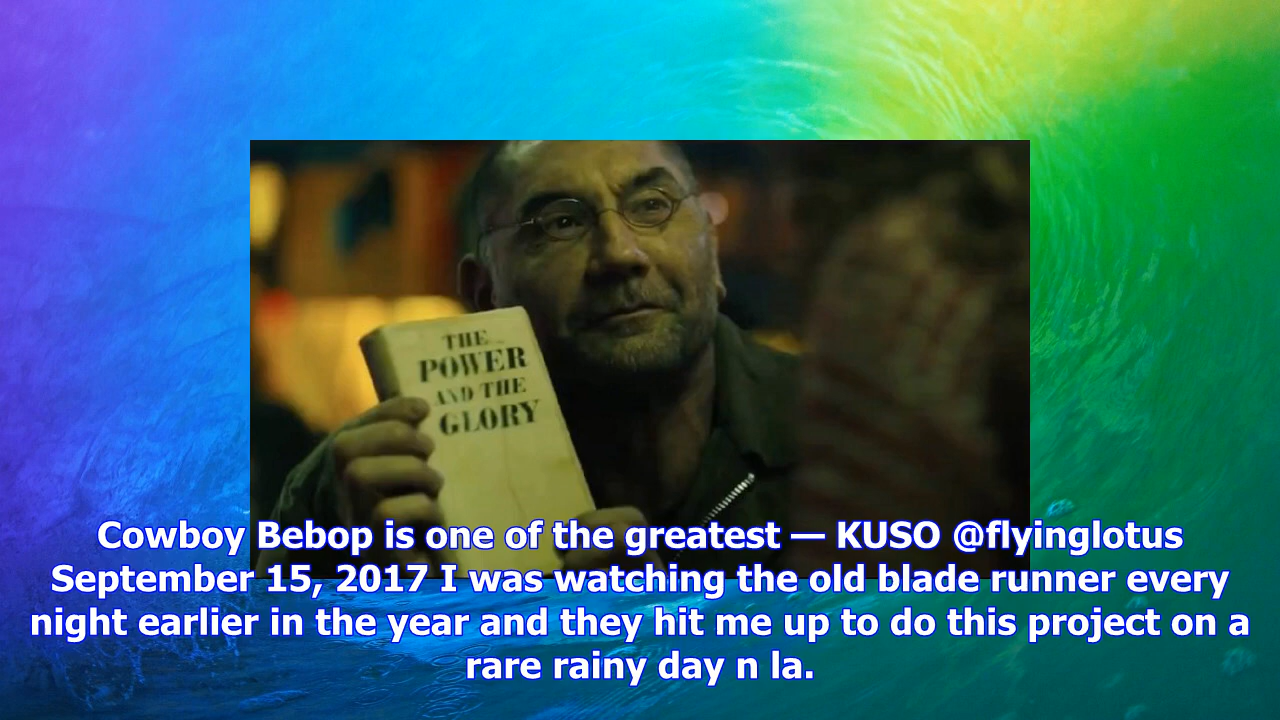 THE
POWER
AND THE
GLORY
Cowboy Bebop is one of the greatest — KUSO @flyinglotus
September 15, 2017 I was watching the old blade runner every
night earlier in the year and they hit me up to do this project on a
rare rainy day n la.